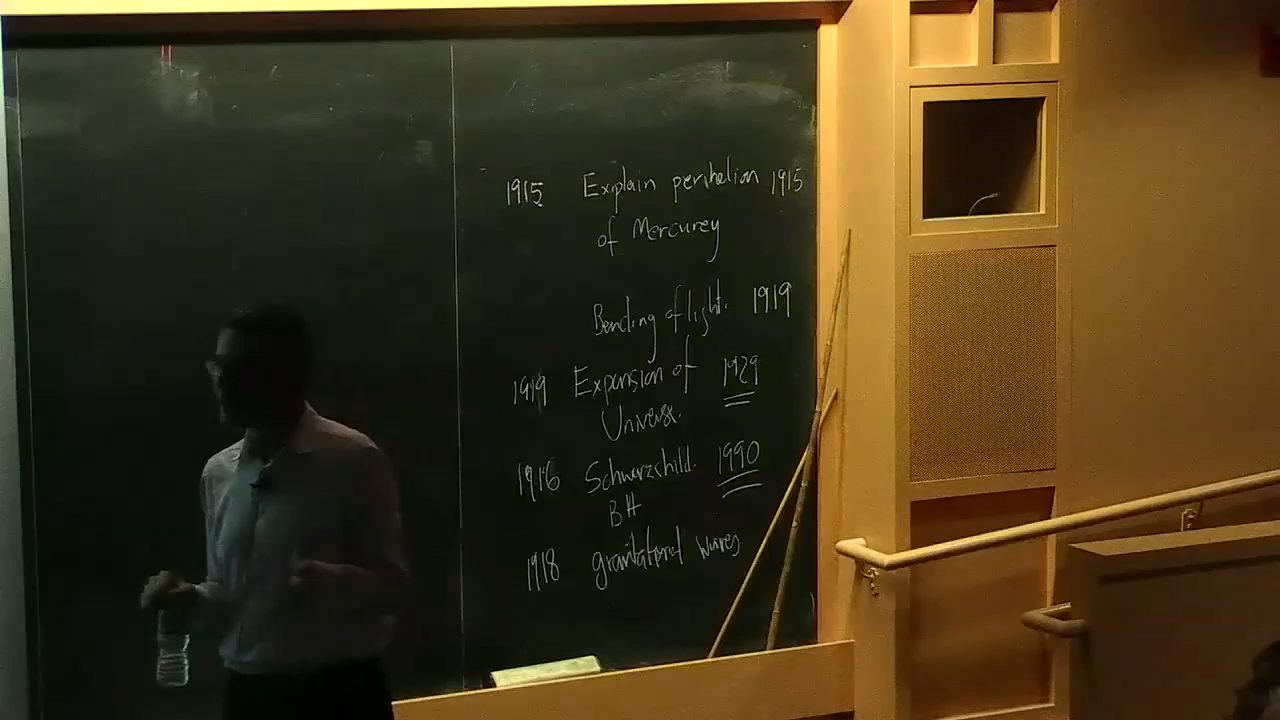 1915 Explain perihelion 1915
of Mercurey
Bending of light. 1919
1919 Expansion of 1929
Universe.
1916 Schwarzschild. 1990
BH
1918 gravitational waves